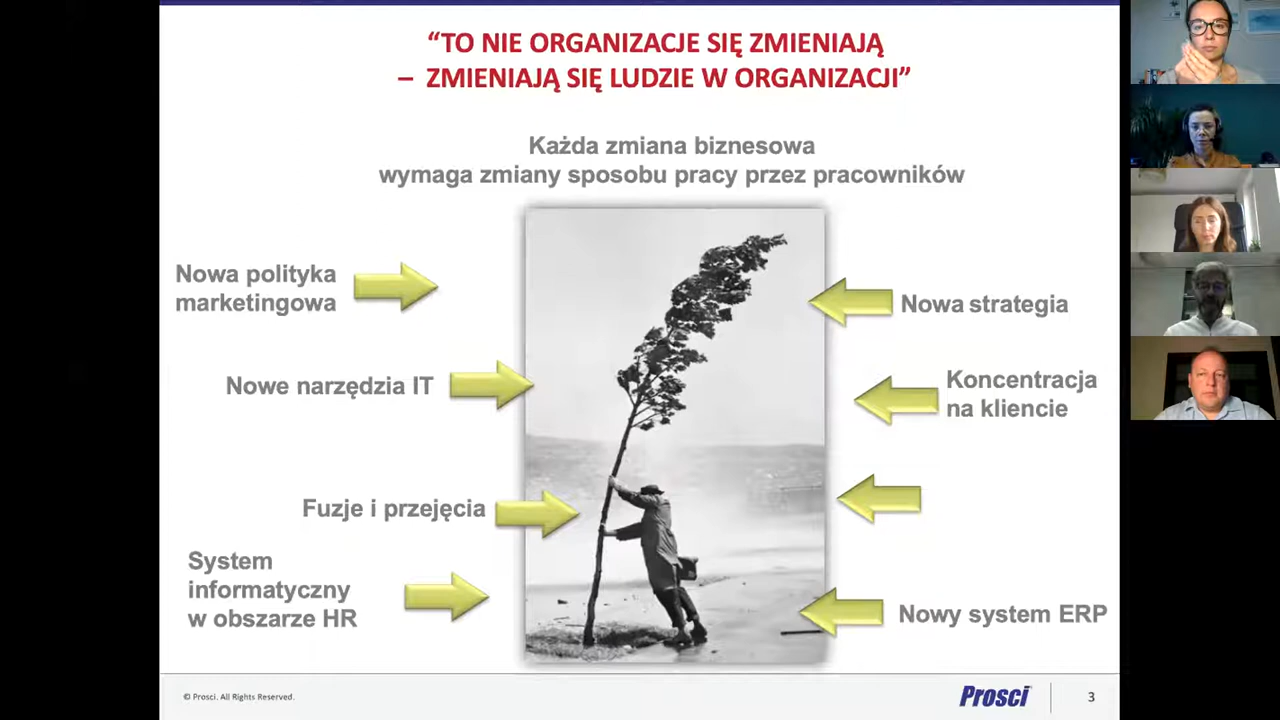 “TO NIE ORGANIZACJE SIĘ ZMIENIAJĄ
– ZMIENIAJĄ SIĘ LUDZIE W ORGANIZACJI”
Każda zmiana biznesowa
wymaga zmiany sposobu pracy przez pracowników
Nowa polityka
marketingowa
Nowe narzędzia IT
Fuzje i przejęcia
System
informatyczny
w obszarze HR
Nowa strategia
Koncentracja
na kliencie
Nowy system ERP
© Prosci. All Rights Reserved.
Prosci
3